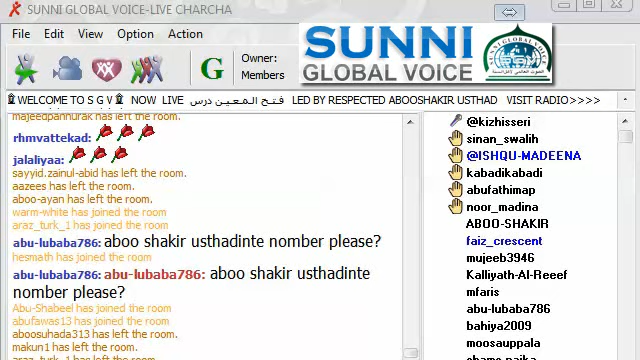 SUNNI GLOBAL VOICE-LIVE CHARCHA
File Edit View Option Action
G
Owner:
Members
SUNNI
GLOBAL VOICE
WELCOME TO S G V NOW LIVE فتح المعين درس LED BY RESPECTED ABOOSHAKIR USTHAD VISIT RADIO>>>>
majeedpannurak has left the room.
rhmvattekad:
jalaliyaa:
sayyid.zainul-abid has left the room.
aazees has left the room.
aboo-ayan has left the room.
warm-white has joined the room
araz_turk_1 has joined the room
abu-lubaba786: aboo shakir usthadinte nomber please?
hesmath has joined the room
abu-lubaba786: abu-lubaba786: aboo shakir usthadinte
nomber please?
Abu-Shabeel has joined the room
abufawas13 has joined the room
aboosuhada313 has left the room.
makun1 has left the room.
araz_turk_1 has left the room.
@kizhisseri
sinan_swalih
@ISHQU-MADEENA
kabadikabadi
abufathimap
noor_madina
ABOO-SHAKIR
faiz_crescent
mujeeb3946
Kalliyath-Al-Reeef
mfaris
abu-lubaba786
bahiya2009
moosauppala